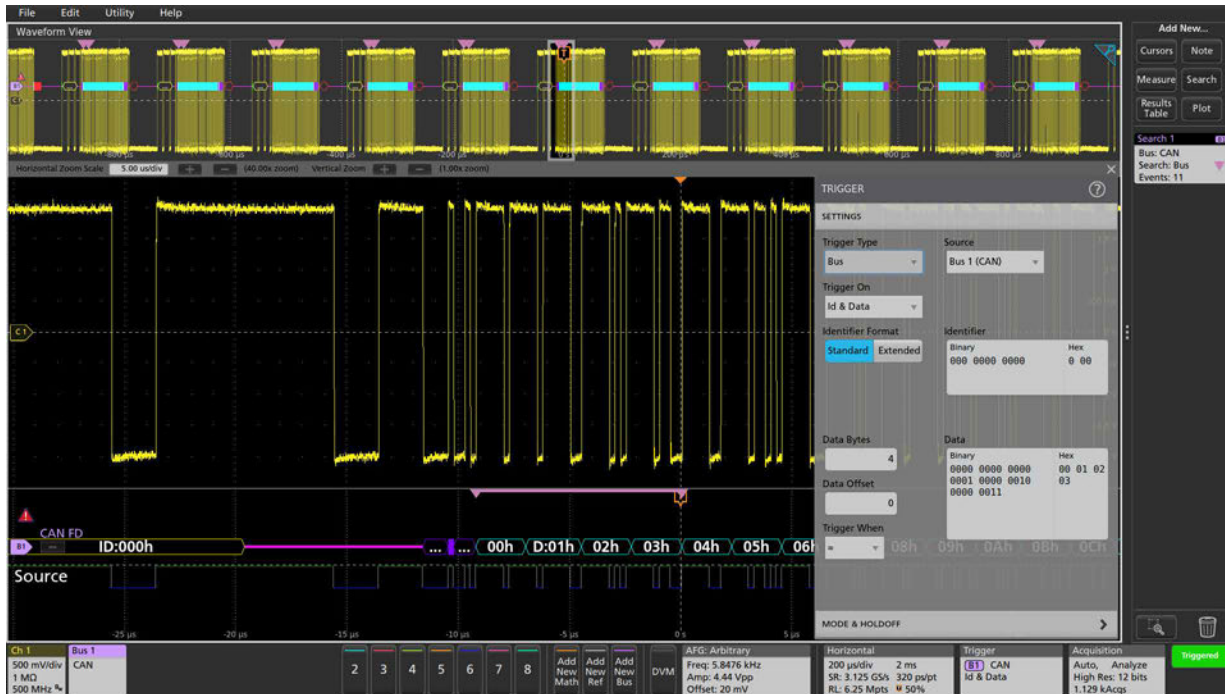 File Edit Utility Help
Waveform View
Add New...
Cursors Note
Measure Search
Results Table Plot
Search 1
Bus: CAN
Search: Bus
Events: 11
-800 µs -600 µs -400 µs -200 µs 0 s 200 µs 400 µs 600 µs 800 µs
Horizontal Zoom Scale 5.00 us/div + − (40.00x zoom) Vertical Zoom + − (1.00x zoom)
TRIGGER
SETTINGS
Trigger Type Source
Bus Bus 1 (CAN)
Trigger On
Id & Data
Identifier Format Identifier
Standard Extended
Binary Hex
000 0000 0000 0 00
Data Bytes Data
4
Binary Hex
0000 0000 0000 00 01 02
0001 0000 0010 03
0000 0011
Data Offset
0
Trigger When
=
MODE & HOLDOFF
C 1
CAN FD
B1 ID:000h ... ... 00h D:01h 02h 03h 04h 05h 06h 08h 09h 0Ah 0Bh 0Ch
Source
-25 µs -20 µs -15 µs -10 µs -5 µs 0 s 5 µs
Ch 1
500 mV/div
1 MΩ
500 MHz
Bus 1
CAN
2 3 4 5 6 7 8
Add New Math
Add New Ref
Add New Bus
DVM
AFG: Arbitrary
Freq: 5.8476 kHz
Amp: 4.44 Vpp
Offset: 20 mV
Horizontal
200 µs/div 2 ms
SR: 3.125 GS/s 320 ps/pt
RL: 6.25 Mpts 50%
Trigger
B1 CAN
Id & Data
Acquisition
Auto, Analyze
High Res: 12 bits
1.129 kAcqs
Triggered